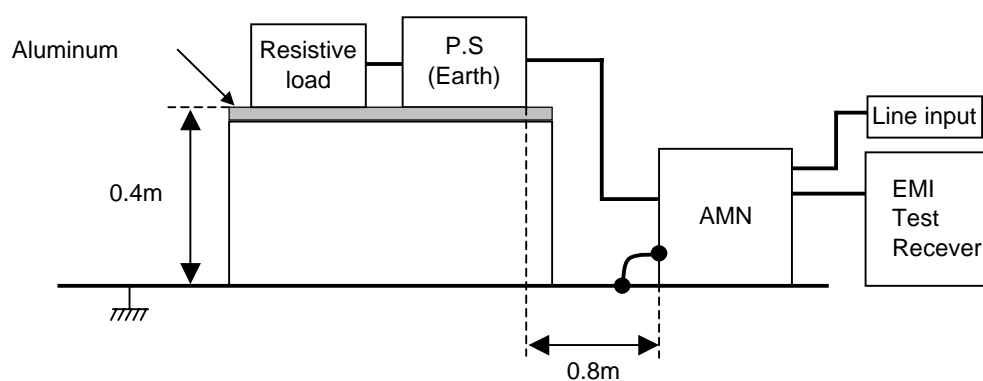 Aluminum
Resistive
load
P.S
(Earth)
Line input
0.4m
AMN
EMI
Test
Recever
0.8m